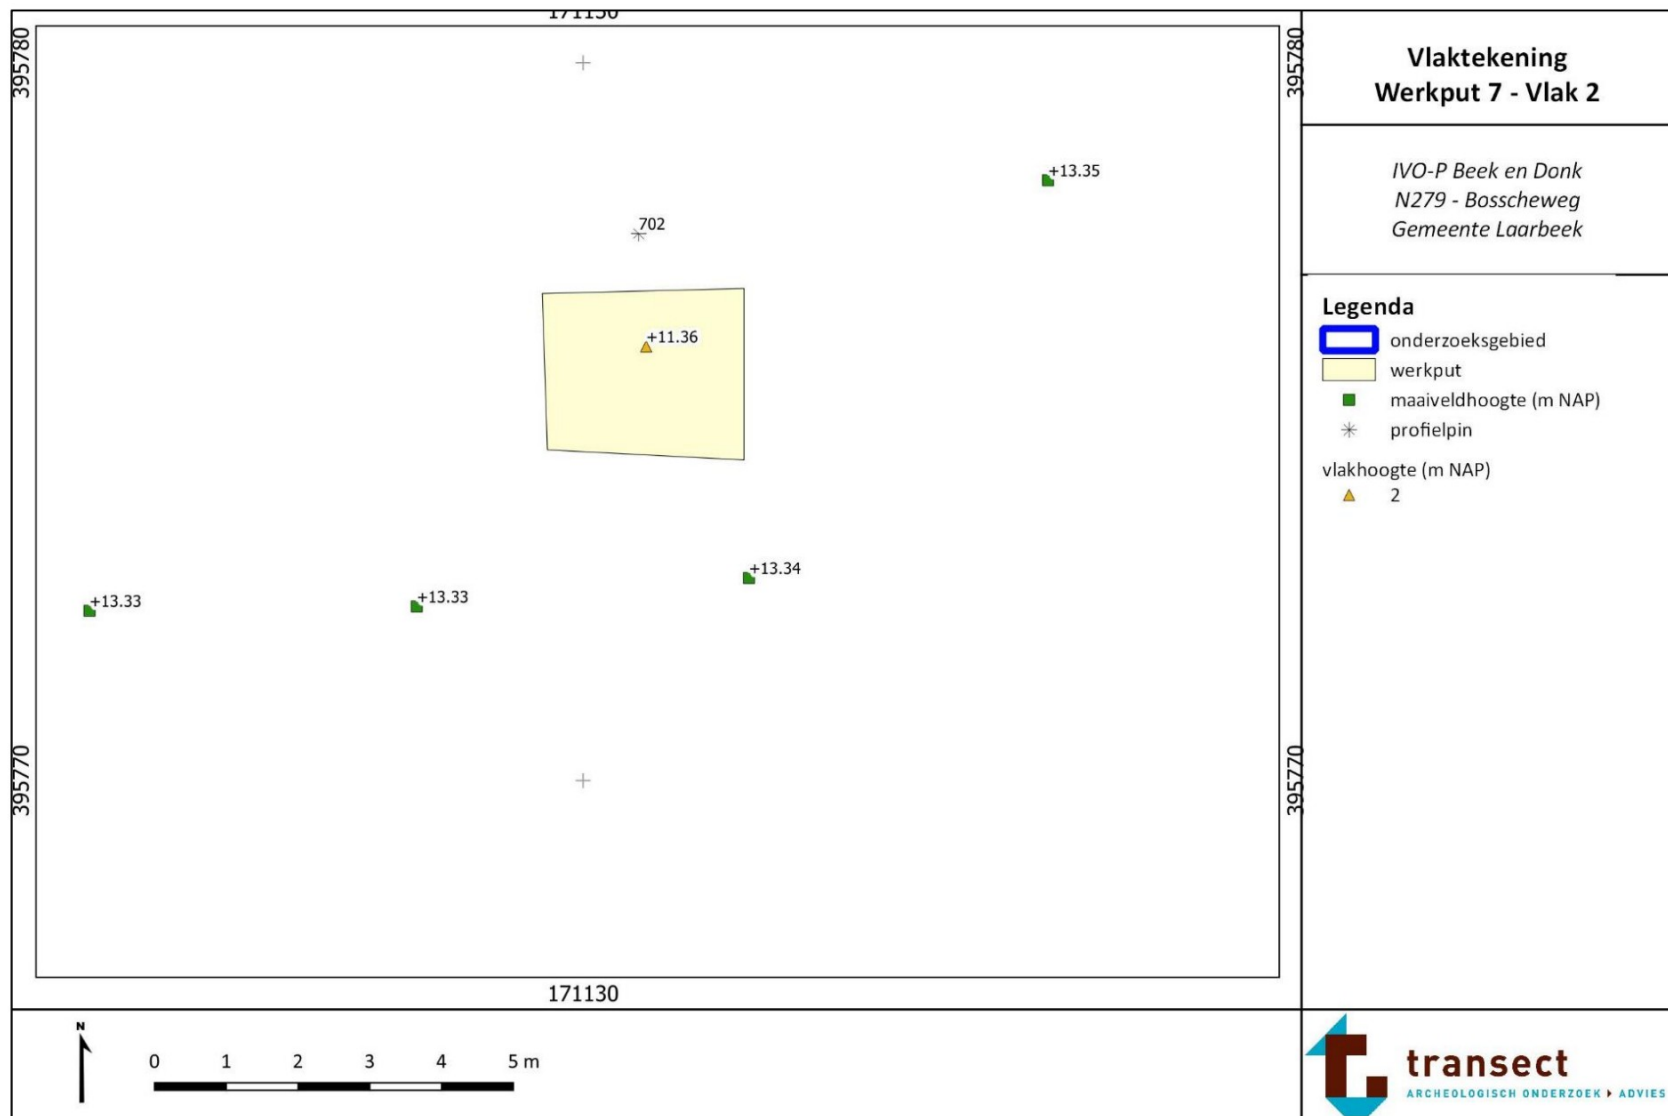 171130
395780
395780
+13.35
702
+11.36
+13.34
+13.33
+13.33
395770
395770
171130
N
0 1 2 3 4 5 m
Vlaktekening
Werkput 7 - Vlak 2
IVO-P Beek en Donk
N279 - Bosscheweg
Gemeente Laarbeek
Legenda
onderzoeksgebied
werkput
maaiveldhoogte (m NAP)
profielpin
vlakhoogte (m NAP)
2
transect
ARCHEOLOGISCH ONDERZOEK ▸ ADVIES